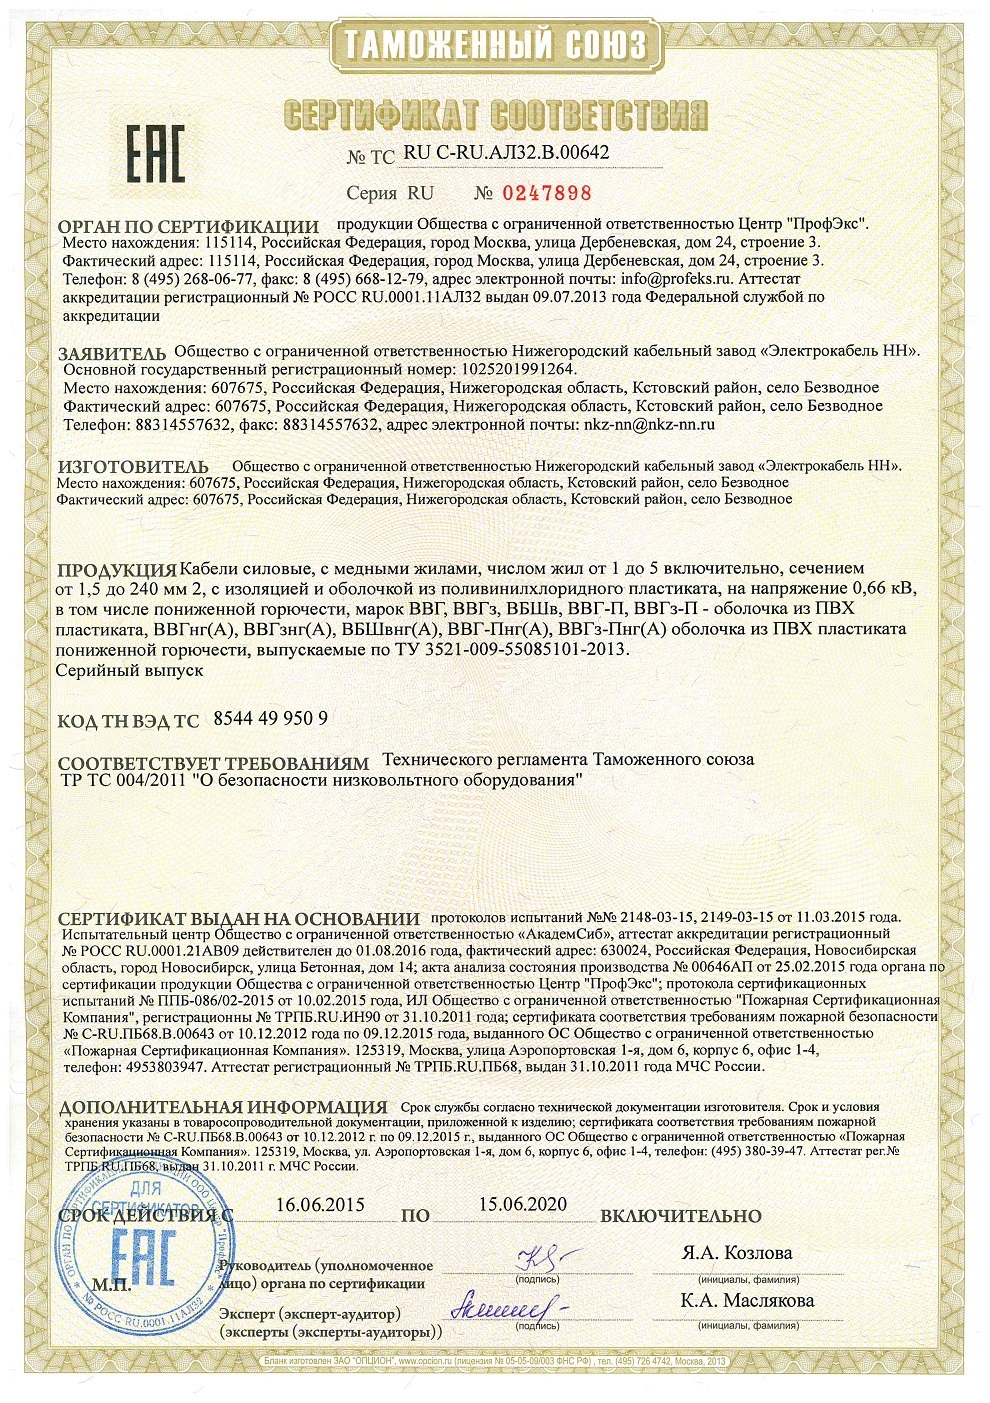 ТАМОЖЕННЫЙ СОЮЗ
СЕРТИФИКАТ СООТВЕТСТВИЯ
ЕАС
№ ТС RU C-RU.АЛ32.В.00642
Серия RU № 0247898
ОРГАН ПО СЕРТИФИКАЦИИ продукции Общества с ограниченной ответственностью Центр "ПрофЭкс".
Место нахождения: 115114, Российская Федерация, город Москва, улица Дербеневская, дом 24, строение 3.
Фактический адрес: 115114, Российская Федерация, город Москва, улица Дербеневская, дом 24, строение 3.
Телефон: 8 (495) 268-06-77, факс: 8 (495) 668-12-79, адрес электронной почты: info@profeks.ru. Аттестат
аккредитации регистрационный № РОСС RU.0001.11АЛ32 выдан 09.07.2013 года Федеральной службой по
аккредитации
ЗАЯВИТЕЛЬ Общество с ограниченной ответственностью Нижегородский кабельный завод «Электрокабель НН».
Основной государственный регистрационный номер: 1025201991264.
Место нахождения: 607675, Российская Федерация, Нижегородская область, Кстовский район, село Безводное
Фактический адрес: 607675, Российская Федерация, Нижегородская область, Кстовский район, село Безводное
Телефон: 88314557632, факс: 88314557632, адрес электронной почты: nkz-nn@nkz-nn.ru
ИЗГОТОВИТЕЛЬ Общество с ограниченной ответственностью Нижегородский кабельный завод «Электрокабель НН».
Место нахождения: 607675, Российская Федерация, Нижегородская область, Кстовский район, село Безводное
Фактический адрес: 607675, Российская Федерация, Нижегородская область, Кстовский район, село Безводное
ПРОДУКЦИЯ Кабели силовые, с медными жилами, числом жил от 1 до 5 включительно, сечением
от 1,5 до 240 мм 2, с изоляцией и оболочкой из поливинилхлоридного пластиката, на напряжение 0,66 кВ,
в том числе пониженной горючести, марок ВВГ, ВВГз, ВБШв, ВВГ-П, ВВГз-П - оболочка из ПВХ
пластиката, ВВГнг(А), ВВГзнг(А), ВБШвнг(А), ВВГ-Пнг(А), ВВГз-Пнг(А) оболочка из ПВХ пластиката
пониженной горючести, выпускаемые по ТУ 3521-009-55085101-2013.
Серийный выпуск
КОД ТН ВЭД ТС 8544 49 950 9
СООТВЕТСТВУЕТ ТРЕБОВАНИЯМ Технического регламента Таможенного союза
ТР ТС 004/2011 "О безопасности низковольтного оборудования"
СЕРТИФИКАТ ВЫДАН НА ОСНОВАНИИ протоколов испытаний №№ 2148-03-15, 2149-03-15 от 11.03.2015 года.
Испытательный центр Общество с ограниченной ответственностью «АкадемСиб», аттестат аккредитации регистрационный
№ РОСС RU.0001.21АВ09 действителен до 01.08.2016 года, фактический адрес: 630024, Российская Федерация, Новосибирская
область, город Новосибирск, улица Бетонная, дом 14; акта анализа состояния производства № 00646АП от 25.02.2015 года органа по
сертификации продукции Общества с ограниченной ответственностью Центр "ПрофЭкс"; протокола сертификационных
испытаний № ППБ-086/02-2015 от 10.02.2015 года, ИЛ Общество с ограниченной ответственностью "Пожарная Сертификационная
Компания", регистрационны № ТРПБ.RU.ИН90 от 31.10.2011 года; сертификата соответствия требованиям пожарной безопасности
№ C-RU.ПБ68.В.00643 от 10.12.2012 года по 09.12.2015 года, выданного ОС Общество с ограниченной ответственностью
«Пожарная Сертификационная Компания». 125319, Москва, улица Аэропортовская 1-я, дом 6, корпус 6, офис 1-4,
телефон: 4953803947. Аттестат регистрационный № ТРПБ.RU.ПБ68, выдан 31.10.2011 года МЧС России.
ДОПОЛНИТЕЛЬНАЯ ИНФОРМАЦИЯ Срок службы согласно технической документации изготовителя. Срок и условия
хранения указаны в товаросопроводительной документации, приложенной к изделию; сертификата соответствия требованиям пожарной
безопасности № C-RU.ПБ68.В.00643 от 10.12.2012 г. по 09.12.2015 г., выданного ОС Общество с ограниченной ответственностью «Пожарная
Сертификационная Компания». 125319, Москва, ул. Аэропортовская 1-я, дом 6, корпус 6, офис 1-4, телефон: (495) 380-39-47. Аттестат рег.№
ТРПБ.RU.ПБ68, выдан 31.10.2011 г. МЧС России.
СРОК ДЕЙСТВИЯ С 16.06.2015 ПО 15.06.2020 ВКЛЮЧИТЕЛЬНО
ДЛЯ
СЕРТИФИКАТОВ
ЕАС
№ РОСС RU.0001.11АЛ32
М.П.
Руководитель (уполномоченное
лицо) органа по сертификации
(подпись)
Я.А. Козлова
(инициалы, фамилия)
Эксперт (эксперт-аудитор)
(эксперты (эксперты-аудиторы))
(подпись)
К.А. Маслякова
(инициалы, фамилия)
Бланк изготовлен ЗАО "ОПЦИОН", www.opcion.ru (лицензия № 05-05-09/003 ФНС РФ) , тел. (495) 726 4742, Москва, 2013